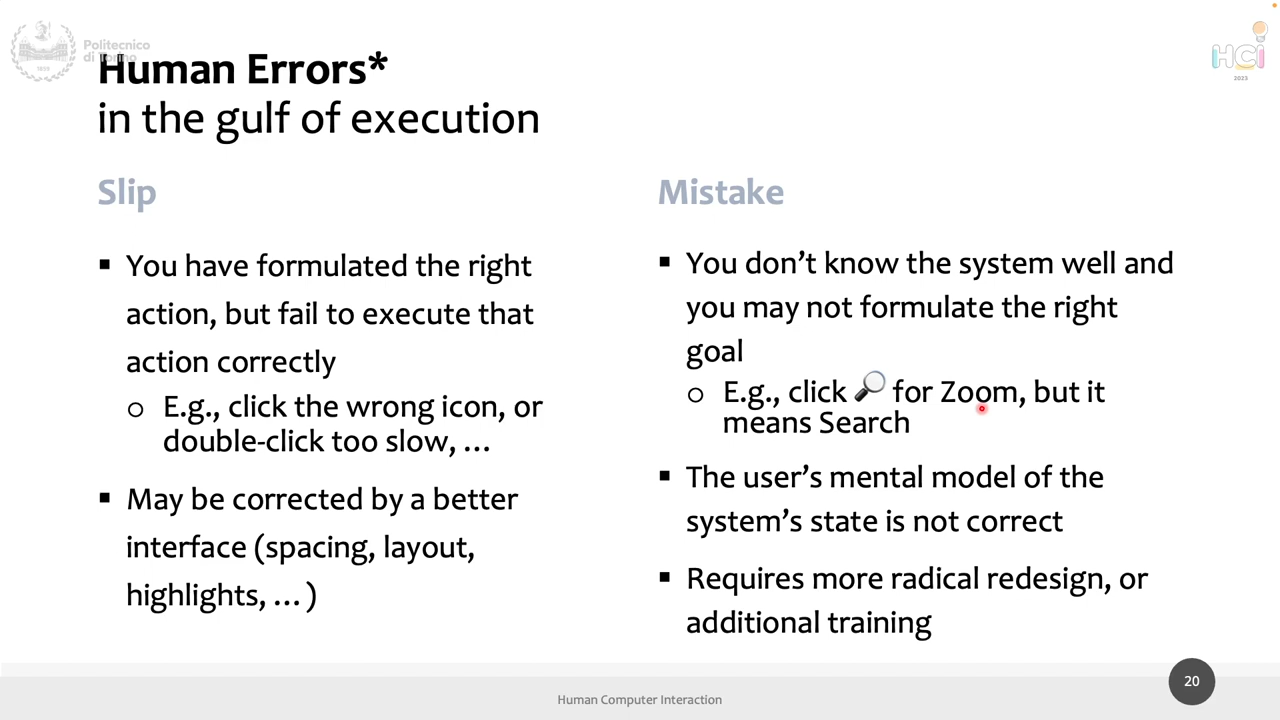 Politecnico
di Torino
1859
HCI
2023
Human Errors*
in the gulf of execution
Slip
▪ You have formulated the right
action, but fail to execute that
action correctly
o E.g., click the wrong icon, or
double-click too slow, …
▪ May be corrected by a better
interface (spacing, layout,
highlights, … )
Mistake
▪ You don’t know the system well and
you may not formulate the right
goal
o E.g., click 🔎 for Zoom, but it
means Search
▪ The user’s mental model of the
system’s state is not correct
▪ Requires more radical redesign, or
additional training
Human Computer Interaction
20